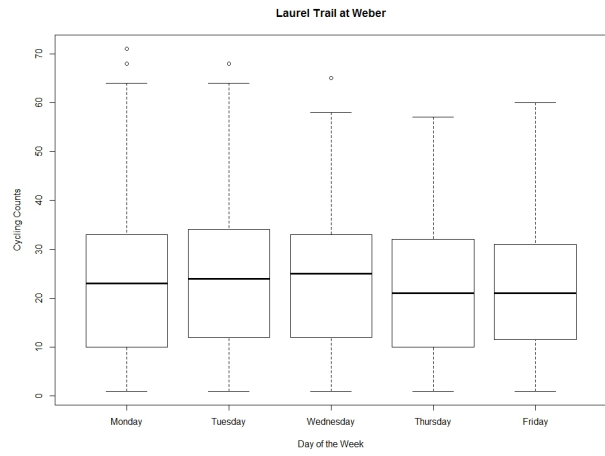 Laurel Trail at Weber
Cycling Counts
70
60
50
40
30
20
10
0
Monday Tuesday Wednesday Thursday Friday
Day of the Week